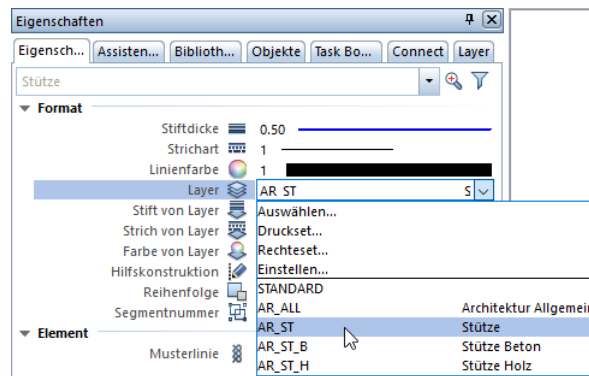 Eigenschaften
Eigensch... Assisten... Biblioth... Objekte Task Bo... Connect Layer
Stütze
Format
Stiftdicke 0.50
Strichart 1
Linienfarbe 1
Layer AR_ST S
Stift von Layer Auswählen...
Strich von Layer Druckset...
Farbe von Layer Rechteset...
Hilfskonstruktion Einstellen...
Reihenfolge STANDARD
Segmentnummer AR_ALL Architektur Allgemei
Element AR_ST Stütze
Musterlinie AR_ST_B Stütze Beton
AR_ST_H Stütze Holz